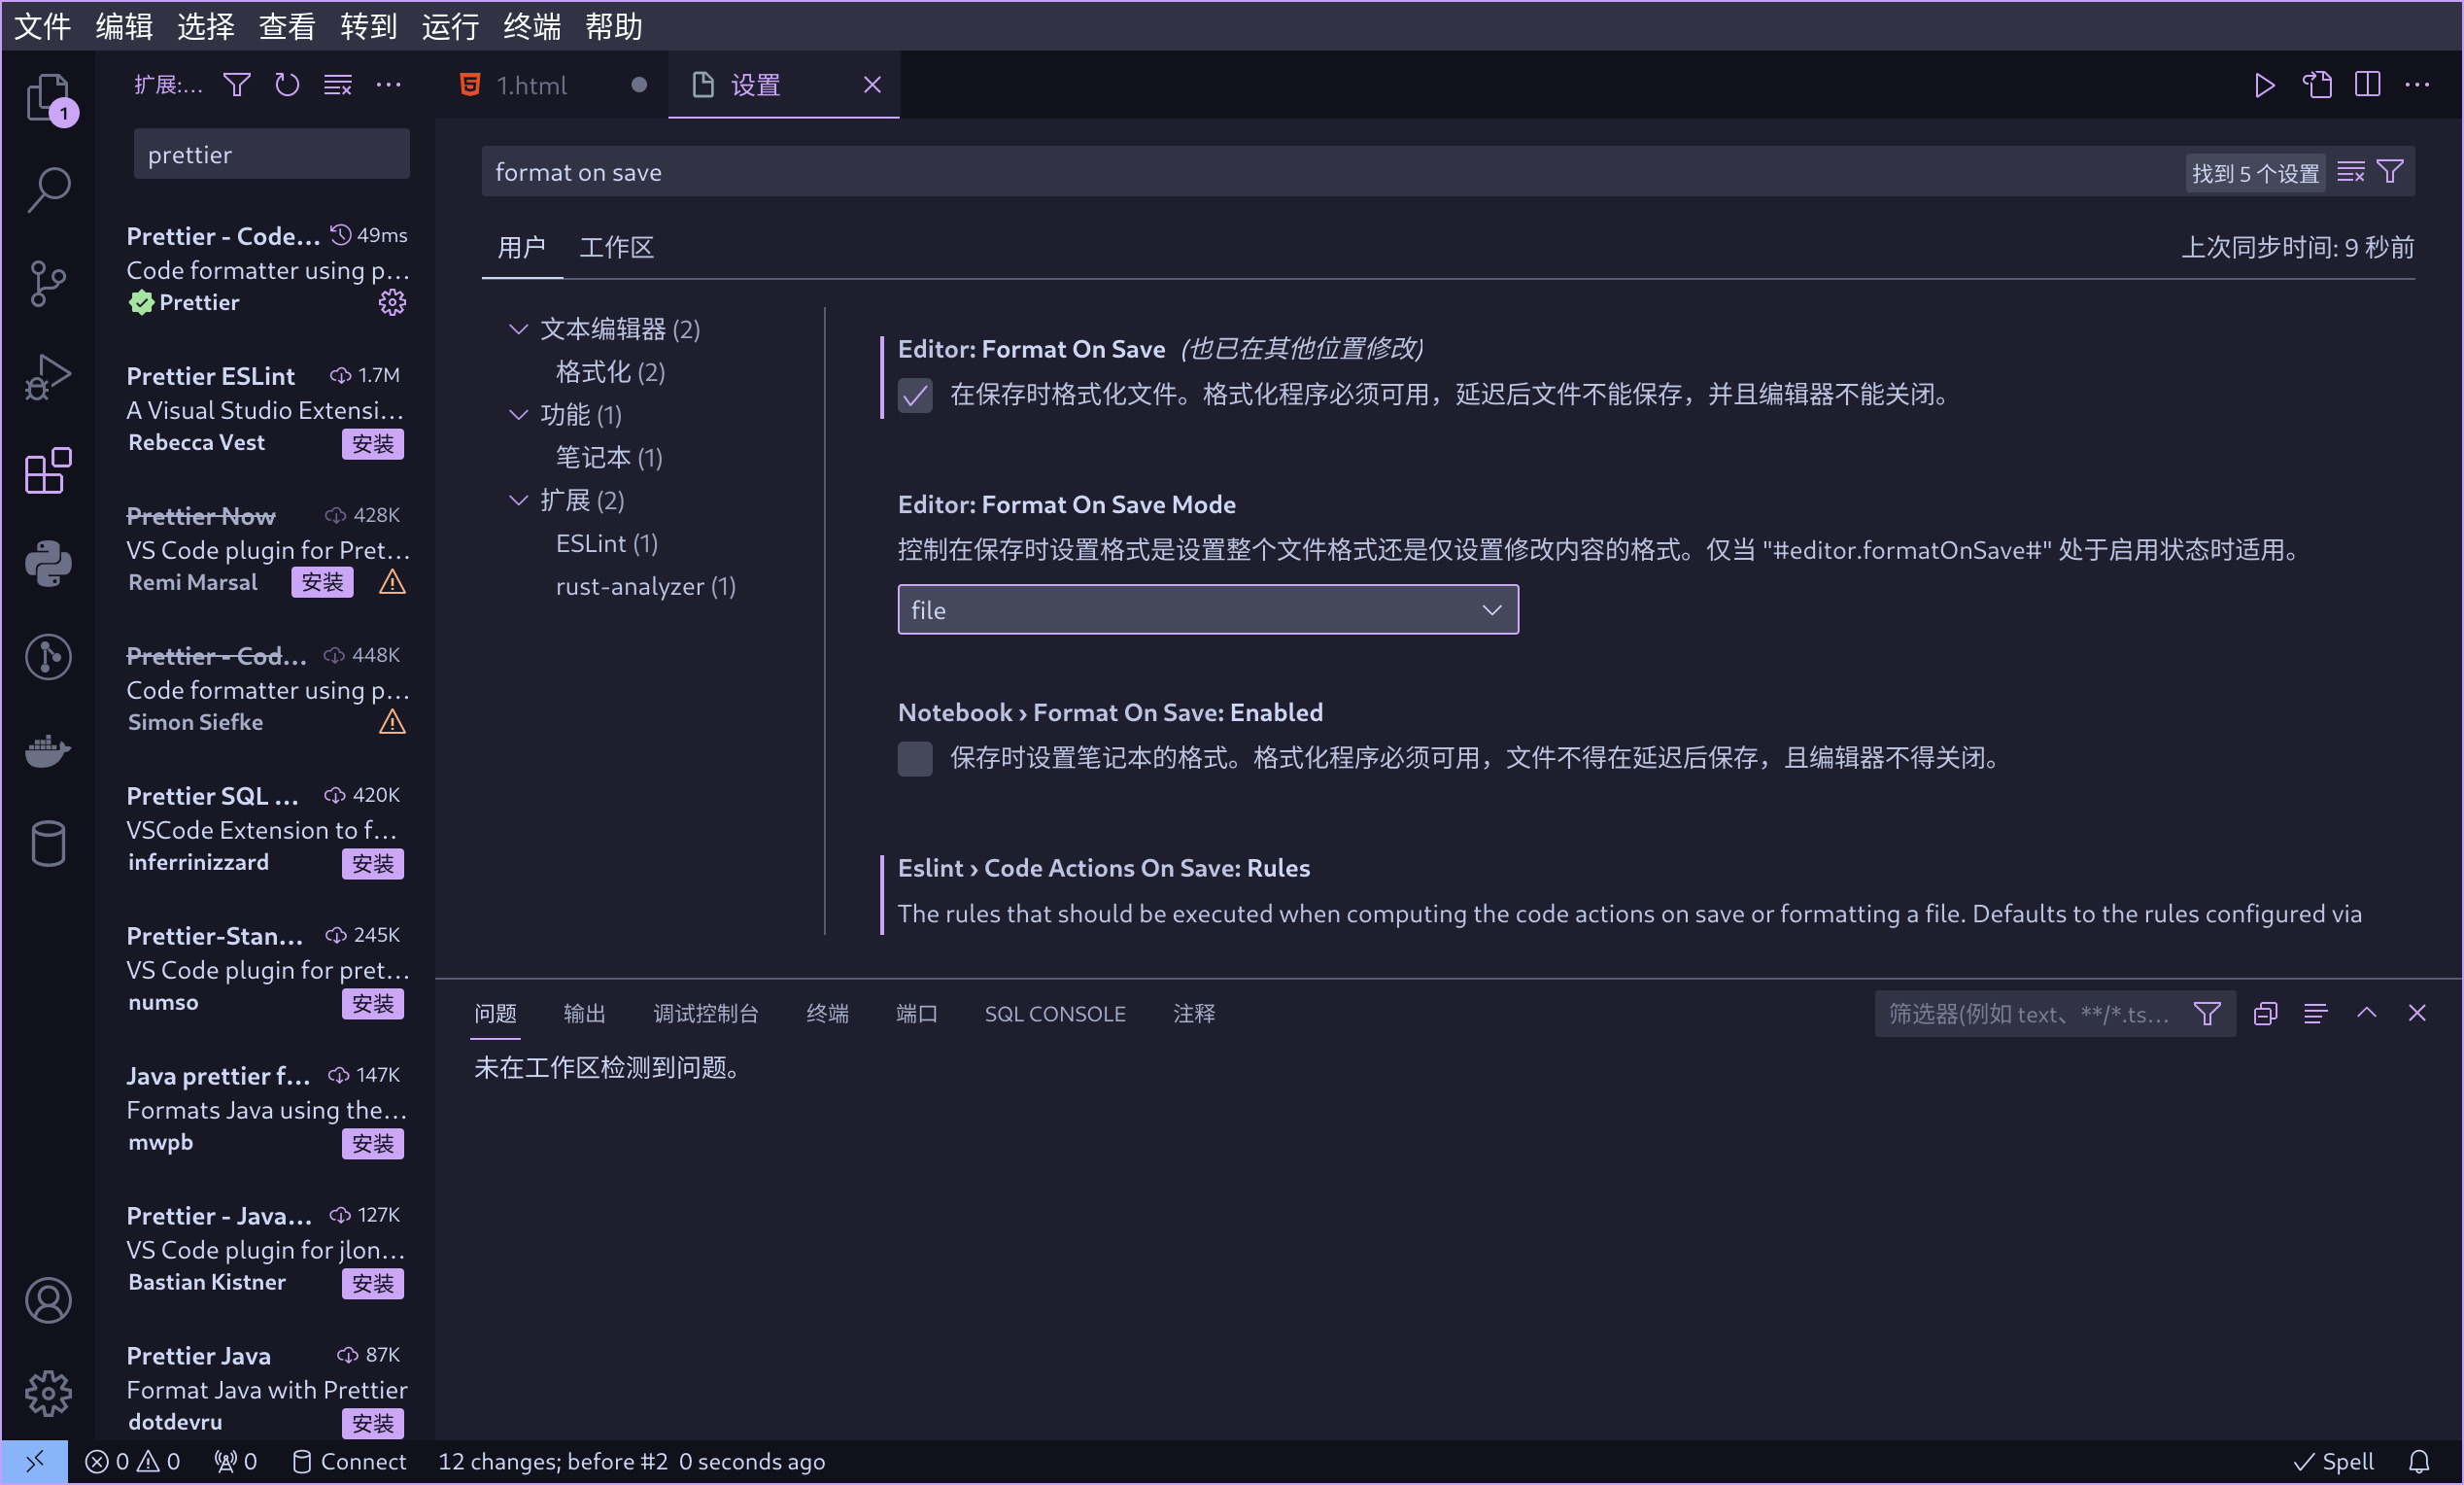 文件 编辑 选择 查看 转到 运行 终端 帮助
扩展:...
1.html
设置
1
prettier
format on save
找到 5 个设置
用户 工作区
上次同步时间: 9 秒前
Prettier - Code... 49ms
Code formatter using p...
Prettier
Prettier ESLint 1.7M
A Visual Studio Extensi...
Rebecca Vest 安装
Prettier Now 428K
VS Code plugin for Pret...
Remi Marsal 安装
Prettier - Cod... 448K
Code formatter using p...
Simon Siefke
Prettier SQL ... 420K
VSCode Extension to f...
inferrinizzard 安装
Prettier-Stan... 245K
VS Code plugin for pret...
numso 安装
Java prettier f... 147K
Formats Java using the...
mwpb 安装
Prettier - Java... 127K
VS Code plugin for jlon...
Bastian Kistner 安装
Prettier Java 87K
Format Java with Prettier
dotdevru 安装
文本编辑器 (2)
格式化 (2)
功能 (1)
笔记本 (1)
扩展 (2)
ESLint (1)
rust-analyzer (1)
Editor: Format On Save (也已在其他位置修改)
在保存时格式化文件。格式化程序必须可用，延迟后文件不能保存，并且编辑器不能关闭。
Editor: Format On Save Mode
控制在保存时设置格式是设置整个文件格式还是仅设置修改内容的格式。仅当 "#editor.formatOnSave#" 处于启用状态时适用。
file
Notebook › Format On Save: Enabled
保存时设置笔记本的格式。格式化程序必须可用，文件不得在延迟后保存，且编辑器不得关闭。
Eslint › Code Actions On Save: Rules
The rules that should be executed when computing the code actions on save or formatting a file. Defaults to the rules configured via
问题 输出 调试控制台 终端 端口 SQL CONSOLE 注释
筛选器(例如 text、**/*.ts...
未在工作区检测到问题。
0 0 0 Connect 12 changes; before #2 0 seconds ago
Spell